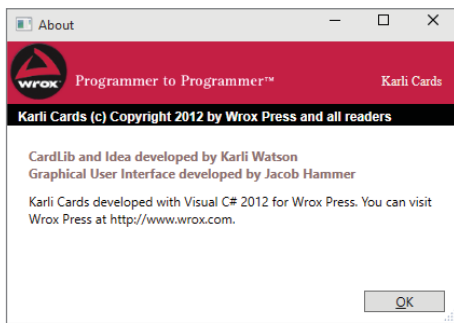 About
wrox
Programmer to Programmer™
Karli Cards
Karli Cards (c) Copyright 2012 by Wrox Press and all readers
CardLib and Idea developed by Karli Watson
Graphical User Interface developed by Jacob Hammer
Karli Cards developed with Visual C# 2012 for Wrox Press. You can visit
Wrox Press at http://www.wrox.com.
OK